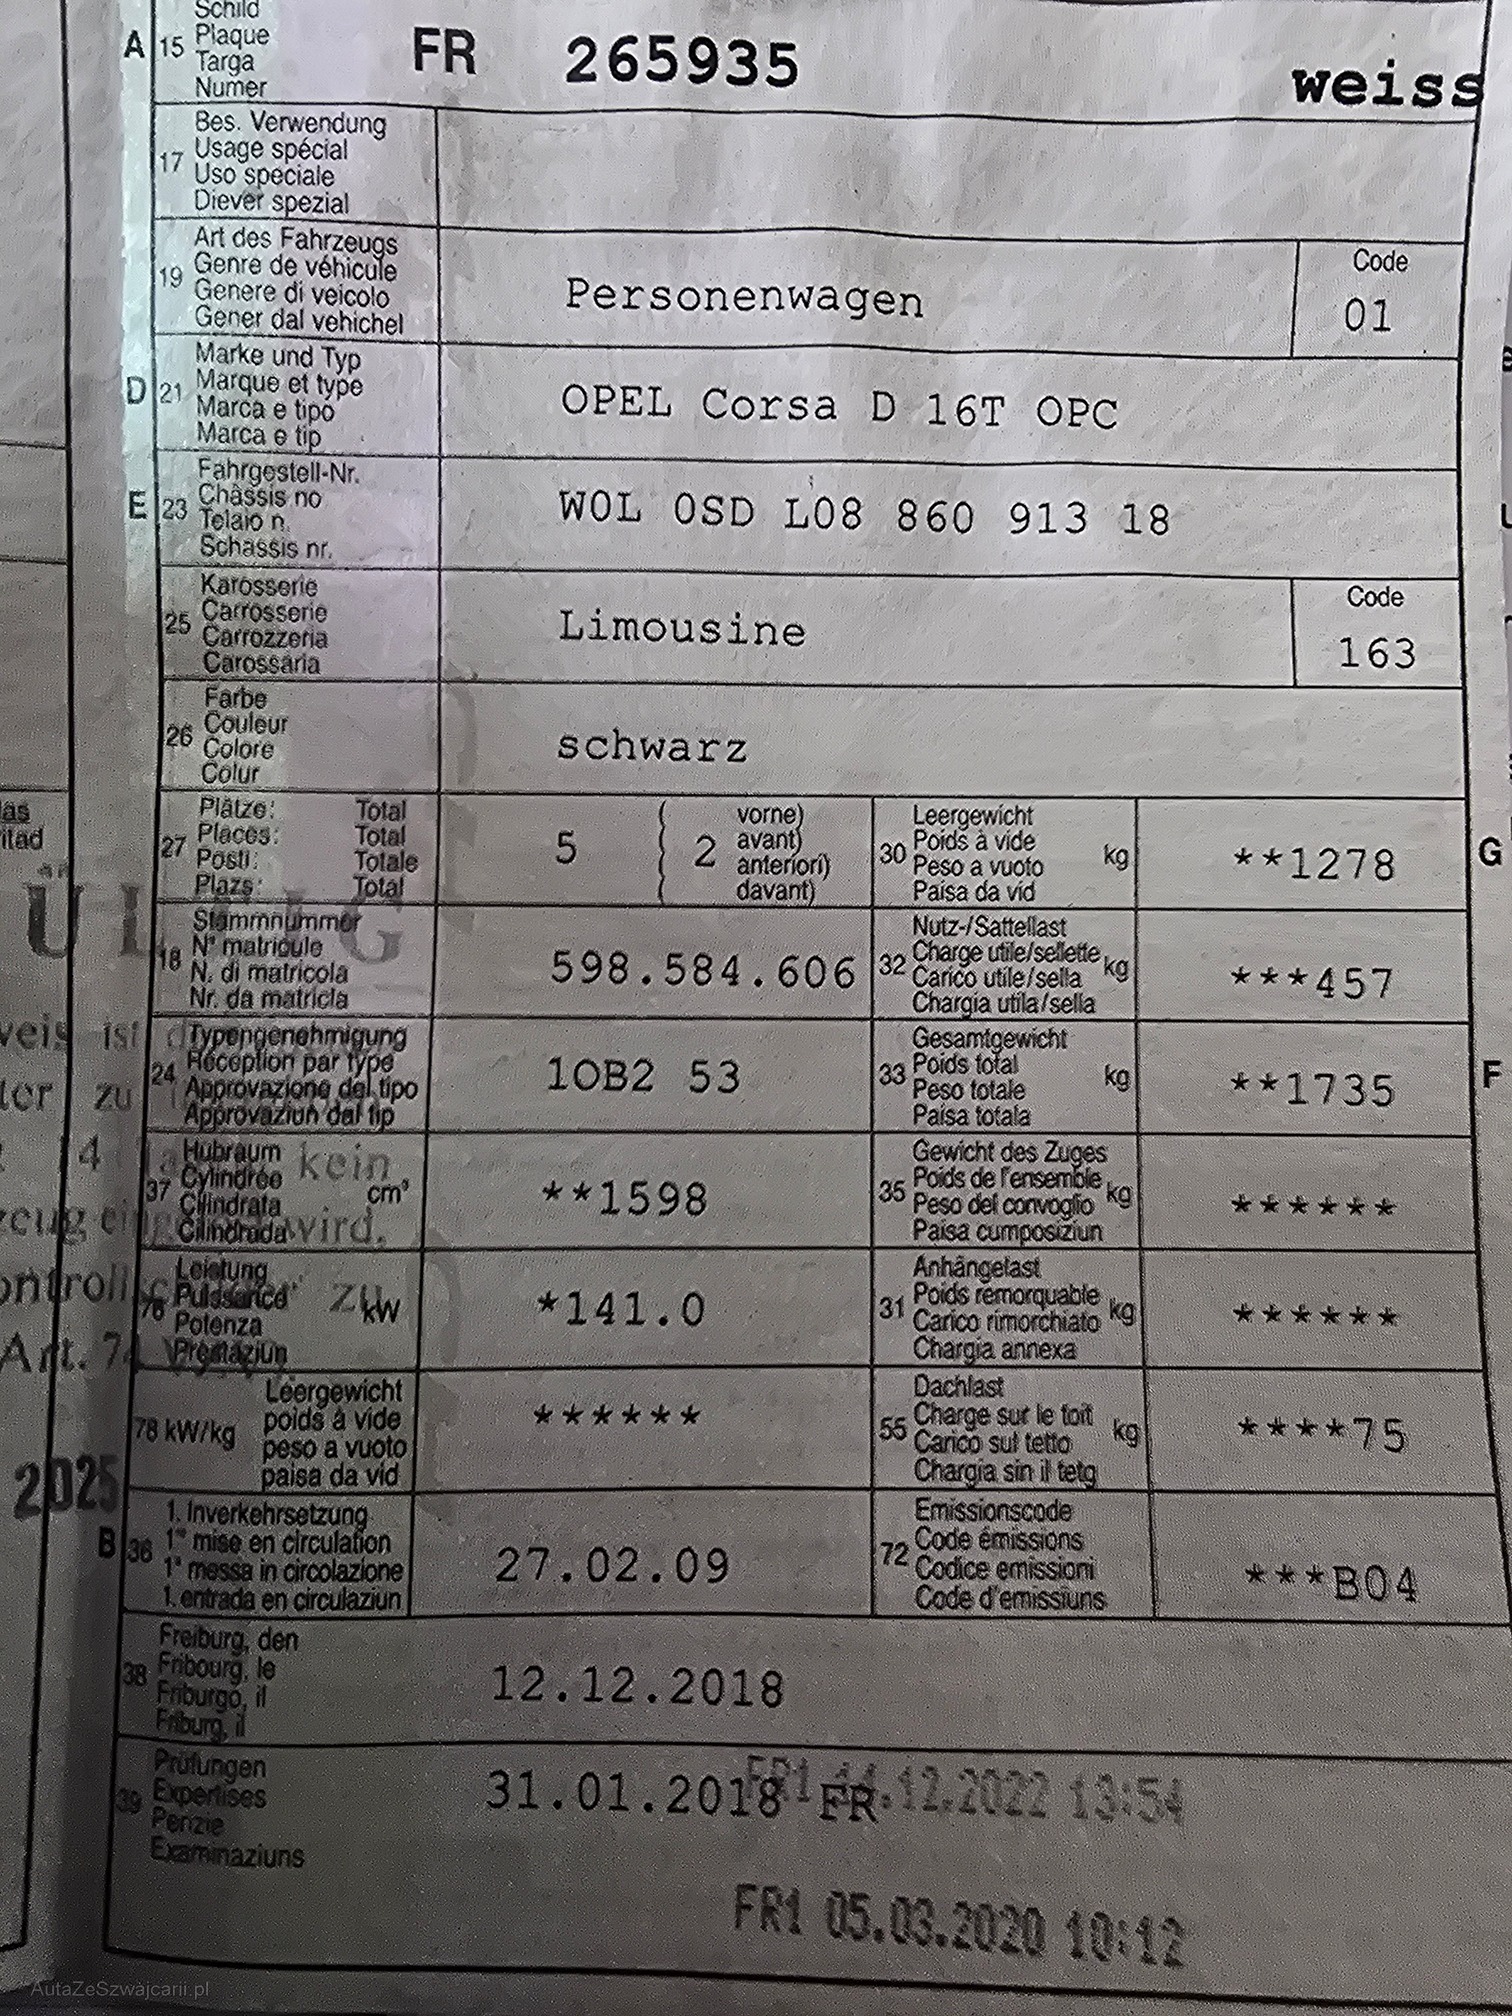 Schild
A 15 Plaque FR 265935 weiss
Targa
Numer
Bes. Verwendung
17 Usage spécial
Uso speciale
Diever spezial
Art des Fahrzeugs Code
19 Genre de véhicule Personenwagen 01
Genere di veicolo
Gener dal vehichel
Marke und Typ
D 21 Marque et type OPEL Corsa D 16T OPC
Marca e tipo
Marca e tip
Fahrgestell-Nr.
E 23 Châssis no W0L 0SD L08 860 913 18
Telaio n.
Schassis nr.
Karosserie Code
25 Carrosserie Limousine 163
Carrozzeria
Carossaria
Farbe
26 Couleur schwarz
Colore
Colur
Plätze: Total 5 ( 2 vorne) Leergewicht
27 Places: Total ( avant) 30 Poids à vide kg **1278 G
Posti: Totale ( anteriori) Peso a vuoto
Plazs: Total ( davant) Paisa da vid
Stammnummer Nutz-/Sattellast
18 N° matricule 598.584.606 32 Charge utile/sellette kg ***457
N. di matricola Carico utile/sella
Nr. da matricla Chargia utila/sella
Typengenehmigung Gesamtgewicht
24 Réception par type 1OB2 53 33 Poids total kg **1735 F
Approvazione del tipo Peso totale
Approvaziun dal tip Paisa totala
Hubraum Gewicht des Zuges
37 Cylindrée cm³ **1598 35 Poids de l'ensemble kg ******
Cilindrata Peso del convoglio
Cilindrada Paisa cumposiziun
Leistung Anhängelast
76 Puissance kW *141.0 31 Poids remorquable kg ******
Potenza Carico rimorchiato
Prestaziun Chargia annexa
Leergewicht Dachlast
78 kW/kg poids à vide ****** 55 Charge sur le toit kg ****75
peso a vuoto Carico sul tetto
paisa da vid Chargia sin il tetg
2025
1. Inverkehrsetzung Emissionscode
B 36 1re mise en circulation 27.02.09 72 Code émissions ***B04
1a messa in circolazione Codice emissioni
1. entrada en circulaziun Code d'emissiuns
Freiburg, den
38 Fribourg, le 12.12.2018
Friburgo, il
Friburg, il
Prüfungen
39 Expertises 31.01.2018 FR FR1 14.12.2022 13:54
Perizie
Examinaziuns
FR1 05.03.2020 10:12
AutaZeSzwajcarii.pl